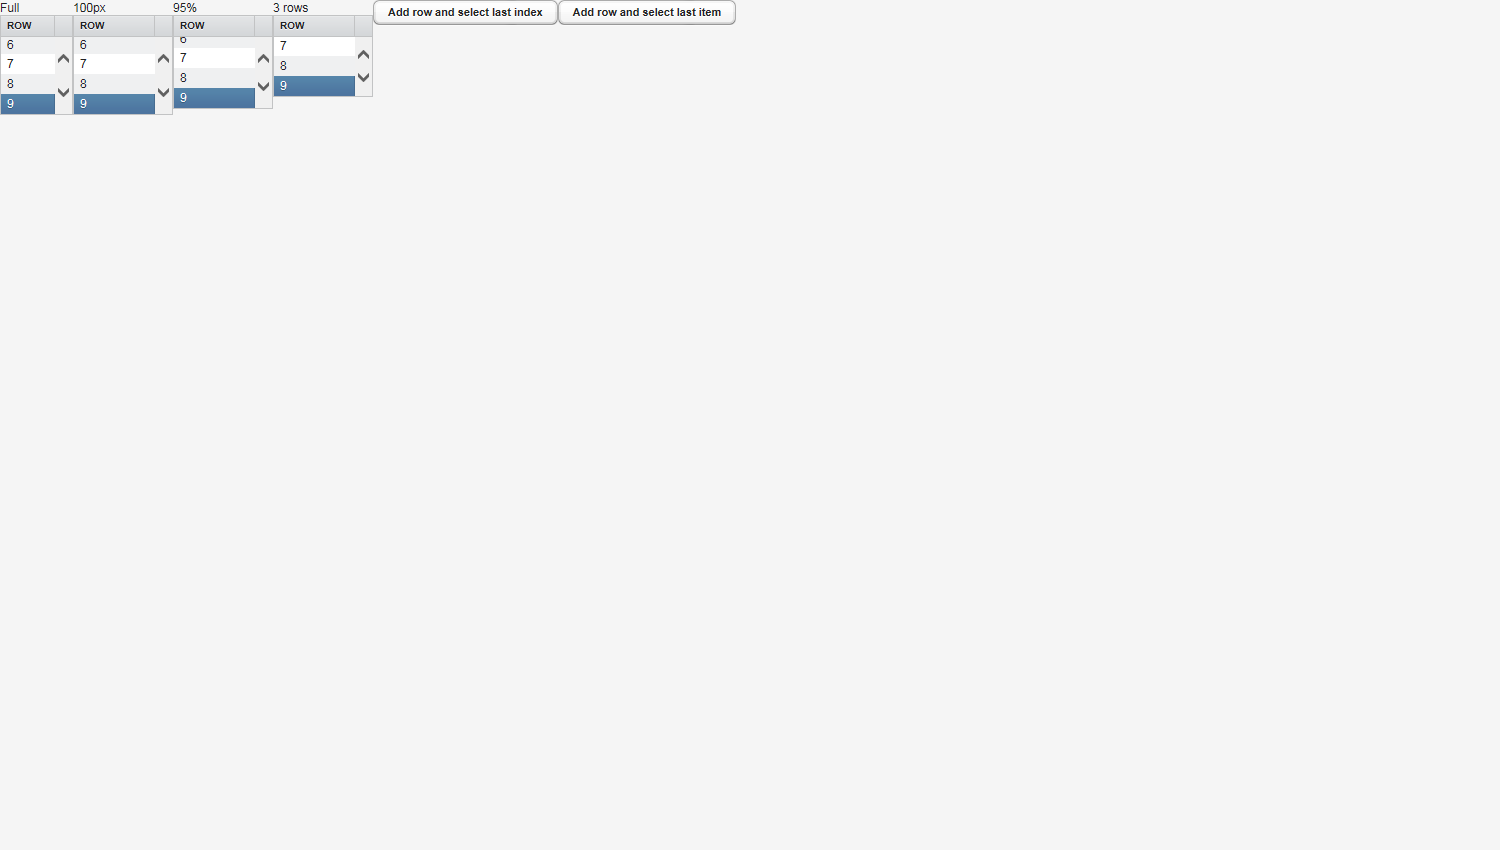 Full 100px 95% 3 rows Add row and select last index Add row and select last item
ROW ROW ROW ROW
6 6 6 7
7 7 7 8
8 8 8 9
9 9 9